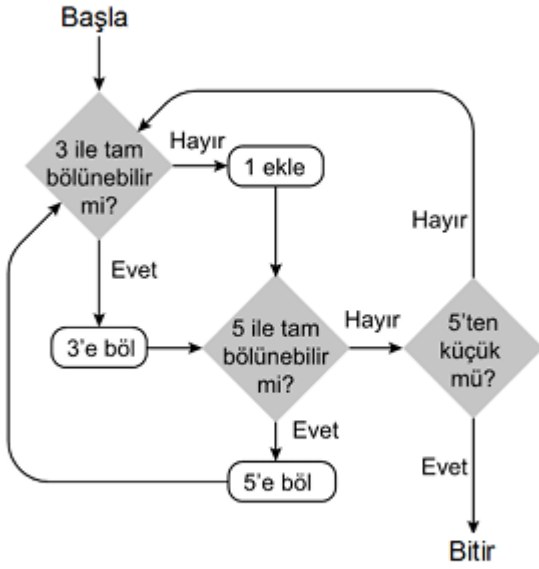 Başla
3 ile tam
bölünebilir
mi?
Hayır
1 ekle
Hayır
Evet
3'e böl
5 ile tam
bölünebilir
mi?
Hayır
5'ten
küçük
mü?
Evet
5'e böl
Evet
Bitir